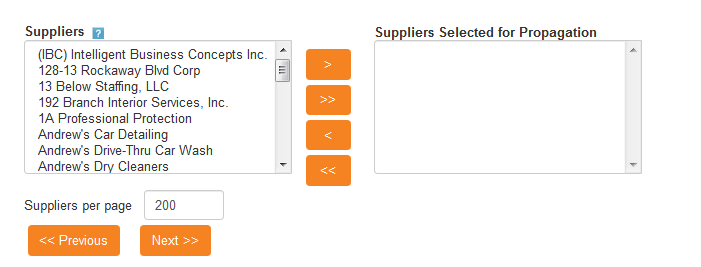 Suppliers ?
Suppliers Selected for Propagation
(IBC) Intelligent Business Concepts Inc.
128-13 Rockaway Blvd Corp
13 Below Staffing, LLC
192 Branch Interior Services, Inc.
1A Professional Protection
Andrew's Car Detailing
Andrew's Drive-Thru Car Wash
Andrew's Dry Cleaners
>
>>
<
<<
Suppliers per page 200
<< Previous
Next >>